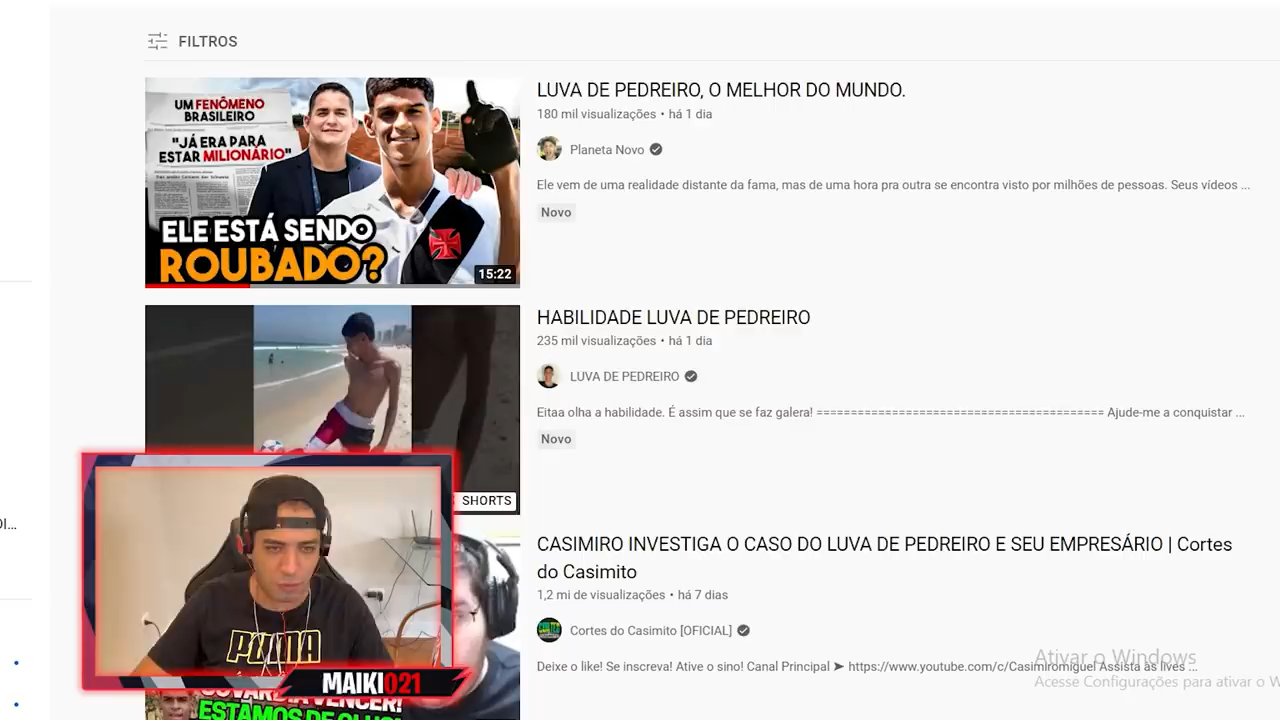 FILTROS
UM FENÔMENO
BRASILEIRO
"JÁ ERA PARA
ESTAR MILIONÁRIO"
ELE ESTÁ SENDO
ROUBADO?
15:22
LUVA DE PEDREIRO, O MELHOR DO MUNDO.
180 mil visualizações • há 1 dia
Planeta Novo
Ele vem de uma realidade distante da fama, mas de uma hora pra outra se encontra visto por milhões de pessoas. Seus vídeos ...
Novo
SHORTS
HABILIDADE LUVA DE PEDREIRO
235 mil visualizações • há 1 dia
LUVA DE PEDREIRO
Eitaa olha a habilidade. É assim que se faz galera! ========================================== Ajude-me a conquistar ...
Novo
CASIMIRO INVESTIGA O CASO DO LUVA DE PEDREIRO E SEU EMPRESÁRIO | Cortes
do Casimito
1,2 mi de visualizações • há 7 dias
Cortes do Casimito [OFICIAL]
Deixe o like! Se inscreva! Ative o sino! Canal Principal ➤ https://www.youtube.com/c/Casimiromiguel Assista às lives ...
PUMA
MAIKI021
VENCER!
ESTAMOS DE
Ativar o Windows
Acesse Configurações para ativar o W